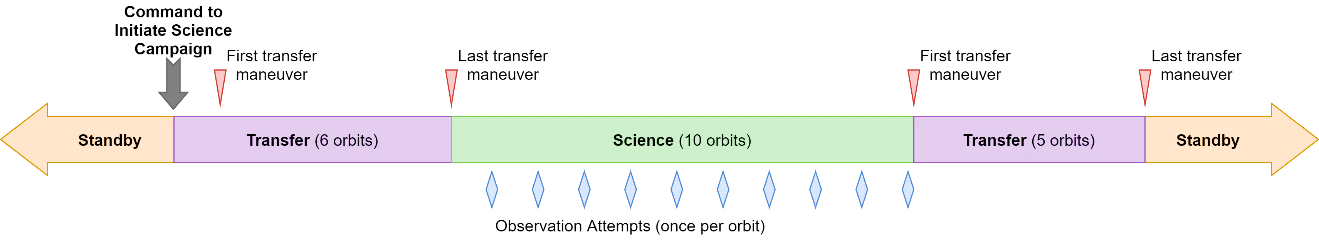 Command to
Initiate Science
Campaign
First transfer
maneuver
Last transfer
maneuver
First transfer
maneuver
Last transfer
maneuver
Standby
Transfer (6 orbits)
Science (10 orbits)
Transfer (5 orbits)
Standby
Observation Attempts (once per orbit)